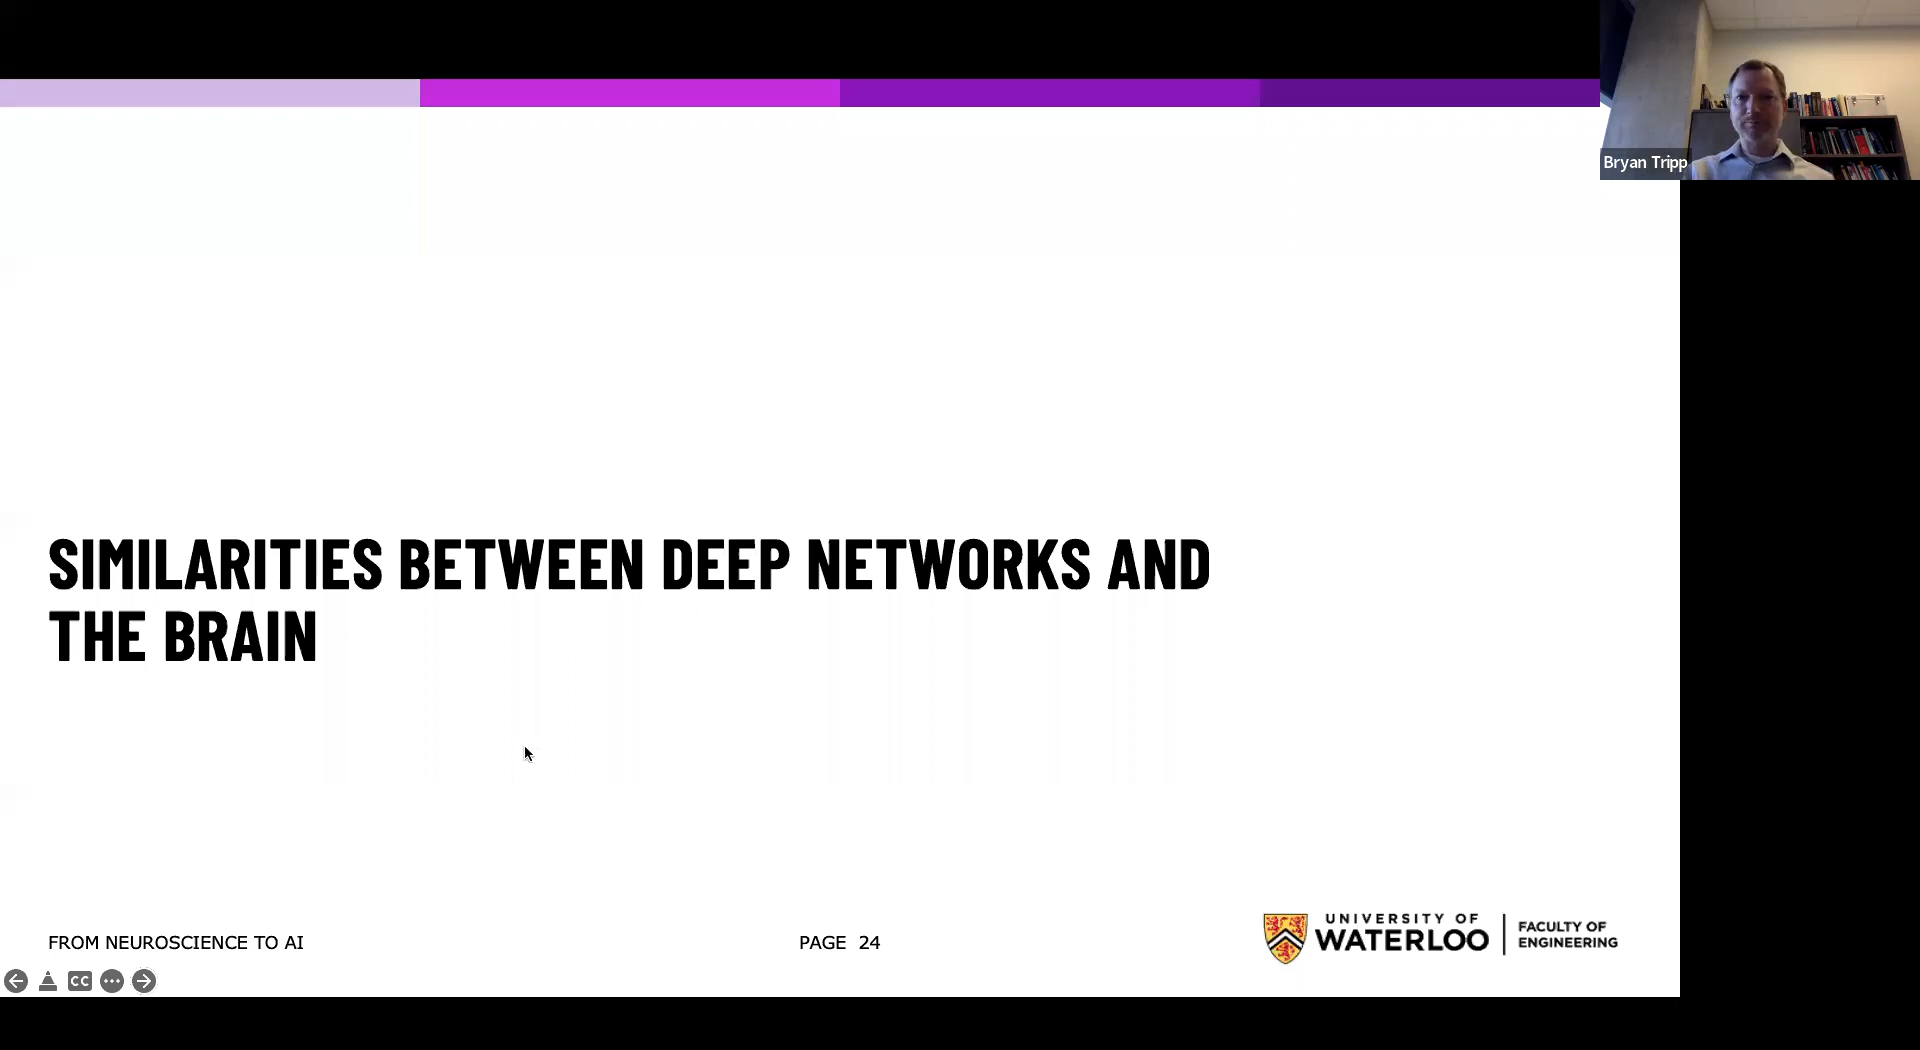 Bryan Tripp
SIMILARITIES BETWEEN DEEP NETWORKS AND
THE BRAIN
FROM NEUROSCIENCE TO AI
PAGE 24
UNIVERSITY OF
WATERLOO
FACULTY OF
ENGINEERING
CC